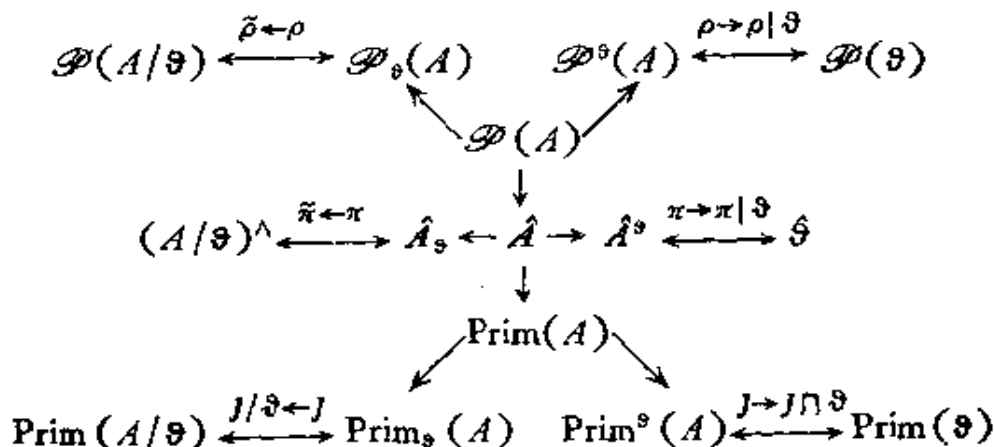 ρ̃←ρ ρ→ρ|ϑ
𝒫(A/ϑ) ⟷ 𝒫_ϑ(A) 𝒫^ϑ(A) ⟷ 𝒫(ϑ)
𝒫(A)
π̃←π π→π|ϑ
(A/ϑ)^∧ ⟷ Â_ϑ ← Â → Â^ϑ ⟷ ϑ̂
Prim(A)
J/ϑ←J J→J∩ϑ
Prim(A/ϑ) ⟷ Prim_ϑ(A) Prim^ϑ(A) ⟷ Prim(ϑ)